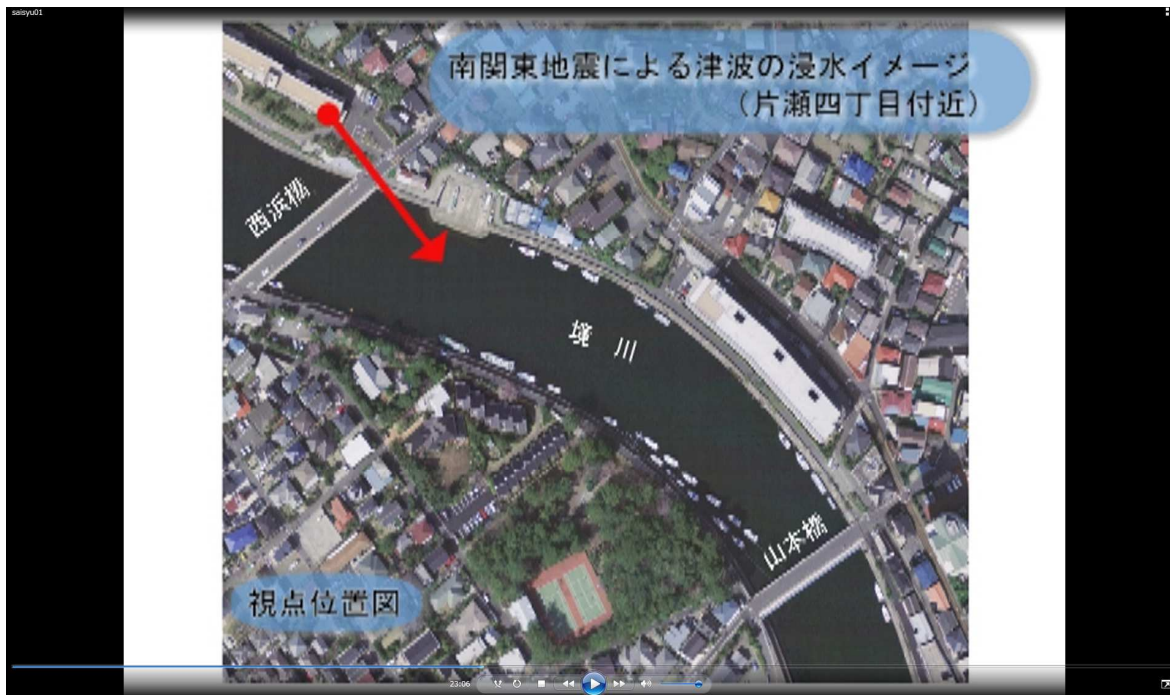 saisyu01
南関東地震による津波の浸水イメージ
（片瀬四丁目付近）
西浜橋
境 川
山本橋
視点位置図
23:06